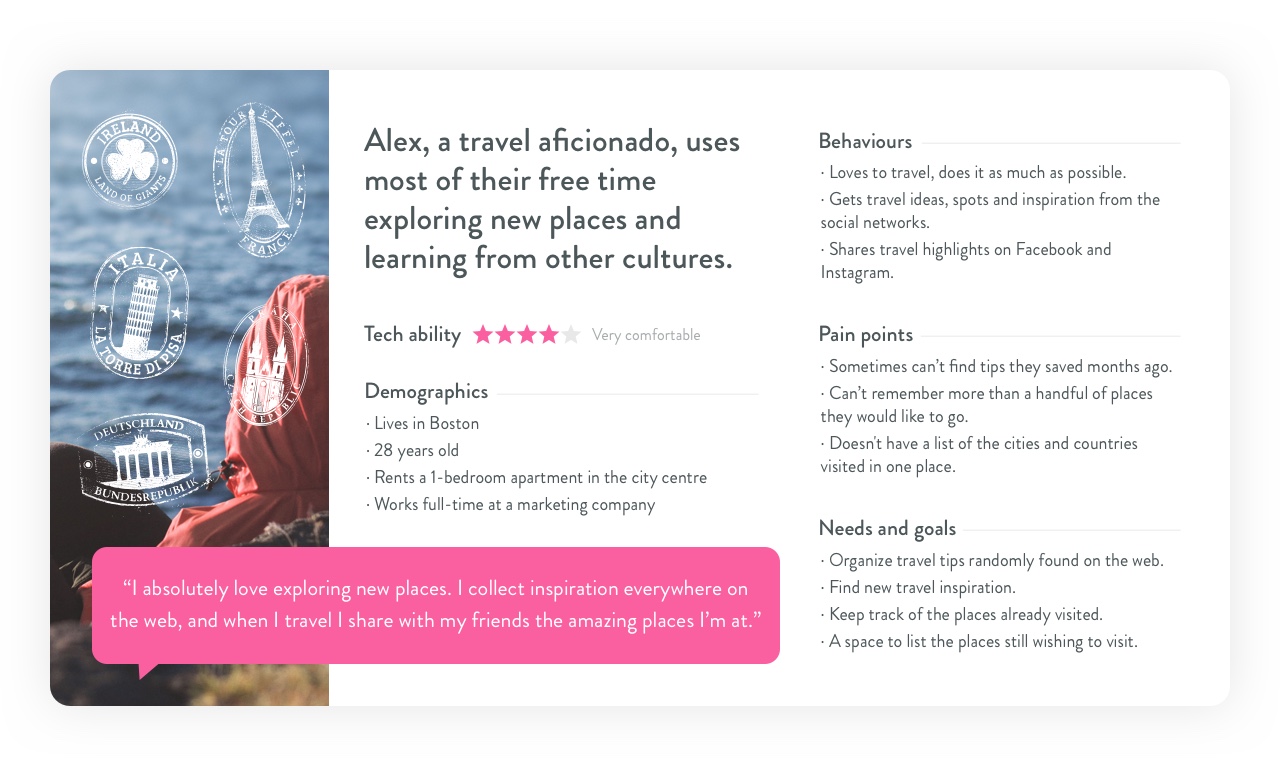 IRELAND
LAND OF GIANTS
LA TOUR EIFFEL
FRANCE
ITALIA
LA TORRE DI PISA
PRAHA
CZECH REPUBLIC
DEUTSCHLAND
BUNDESREPUBLIK
Alex, a travel aficionado, uses
most of their free time
exploring new places and
learning from other cultures.
Tech ability
Very comfortable
Demographics
· Lives in Boston
· 28 years old
· Rents a 1-bedroom apartment in the city centre
· Works full-time at a marketing company
“I absolutely love exploring new places. I collect inspiration everywhere on
the web, and when I travel I share with my friends the amazing places I’m at.”
Behaviours
· Loves to travel, does it as much as possible.
· Gets travel ideas, spots and inspiration from the
social networks.
· Shares travel highlights on Facebook and
Instagram.
Pain points
· Sometimes can’t find tips they saved months ago.
· Can’t remember more than a handful of places
they would like to go.
· Doesn't have a list of the cities and countries
visited in one place.
Needs and goals
· Organize travel tips randomly found on the web.
· Find new travel inspiration.
· Keep track of the places already visited.
· A space to list the places still wishing to visit.